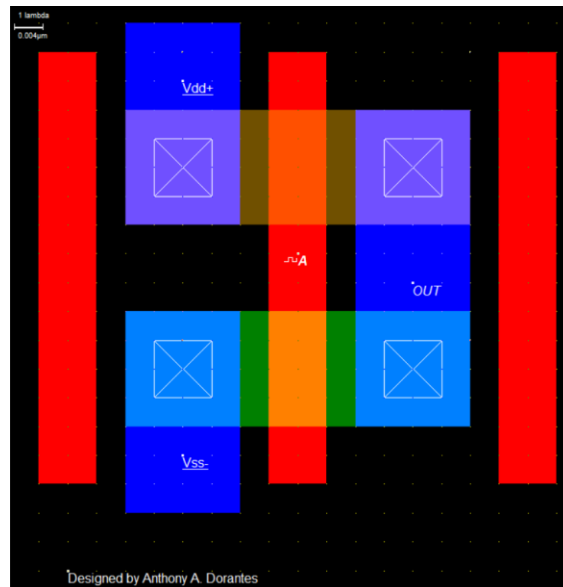 1 lambda
0.004µm
Vdd+
A
OUT
Vss-
Designed by Anthony A. Dorantes